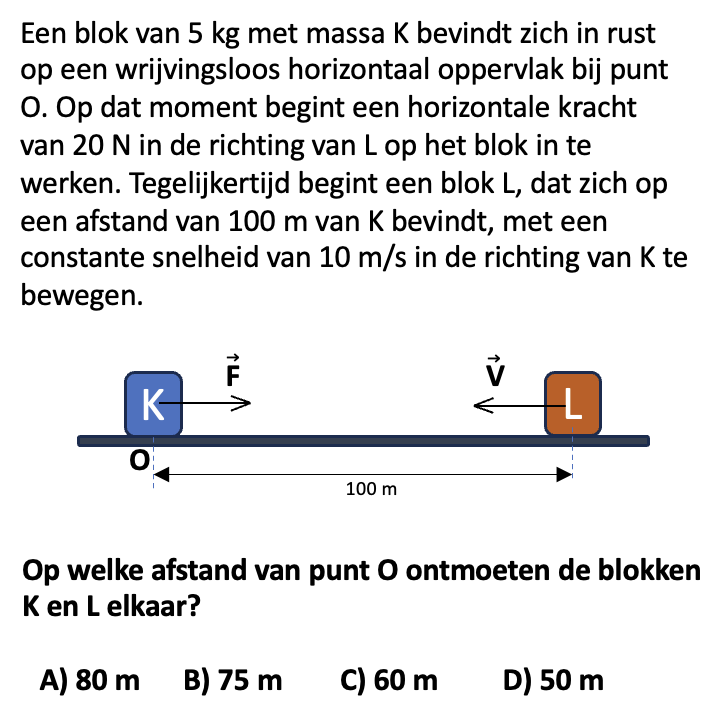 Een blok van 5 kg met massa K bevindt zich in rust
op een wrijvingsloos horizontaal oppervlak bij punt
O. Op dat moment begint een horizontale kracht
van 20 N in de richting van L op het blok in te
werken. Tegelijkertijd begint een blok L, dat zich op
een afstand van 100 m van K bevindt, met een
constante snelheid van 10 m/s in de richting van K te
bewegen.
F V
K L
O
100 m
Op welke afstand van punt O ontmoeten de blokken
K en L elkaar?
A) 80 m B) 75 m C) 60 m D) 50 m